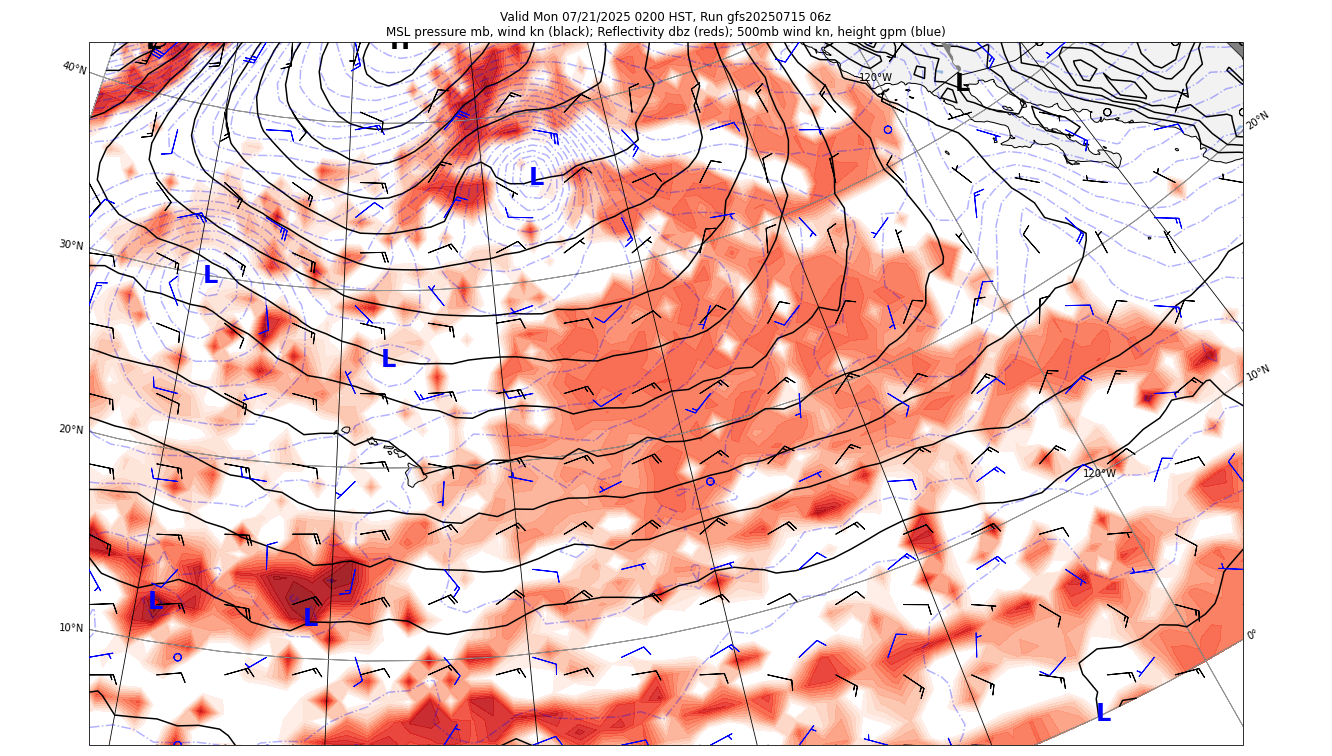 Valid Mon 07/21/2025 0200 HST, Run gfs20250715 06z
MSL pressure mb, wind kn (black); Reflectivity dbz (reds); 500mb wind kn, height gpm (blue)
L
H
40°N
120°W
L
20°N
L
30°N
L
L
10°N
20°N
120°W
L
L
10°N
0°
L